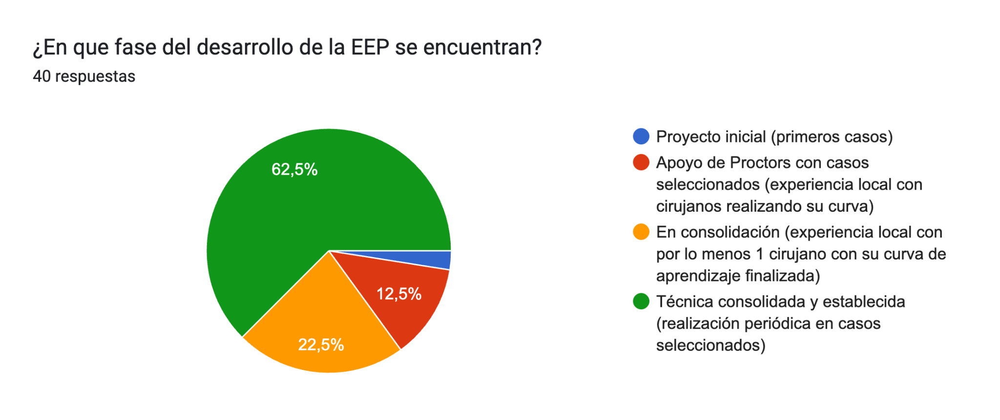 ¿En que fase del desarrollo de la EEP se encuentran?
40 respuestas
62,5%
12,5%
22,5%
Proyecto inicial (primeros casos)
Apoyo de Proctors con casos
seleccionados (experiencia local con
cirujanos realizando su curva)
En consolidación (experiencia local con
por lo menos 1 cirujano con su curva de
aprendizaje finalizada)
Técnica consolidada y establecida
(realización periódica en casos
seleccionados)